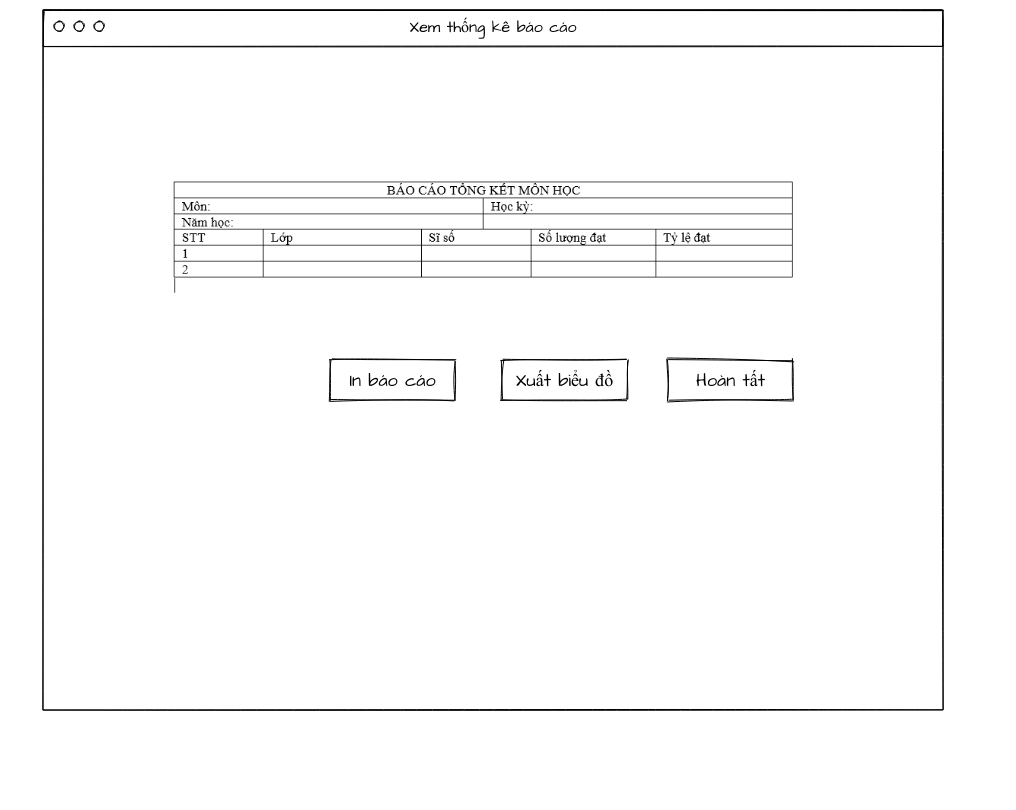 Xem thống kê báo cáo
BÁO CÁO TỔNG KẾT MÔN HỌC
Môn: Học kỳ:
Năm học:
STT Lớp Sĩ số Số lượng đạt Tỷ lệ đạt
1
2
In báo cáo Xuất biểu đồ Hoàn tất